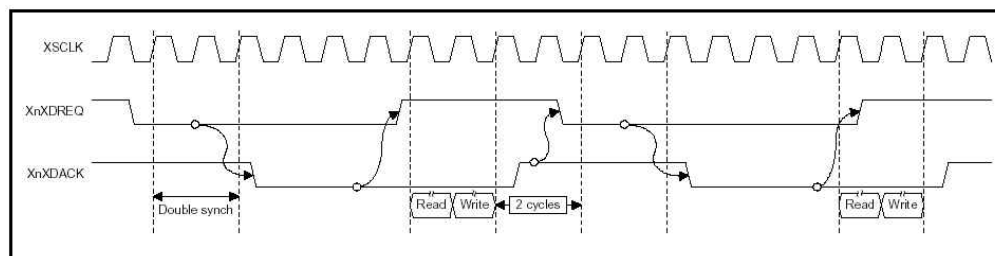 XSCLK
XnXDREQ
XnXDACK
Double synch
Read Write
2 cycles
Read Write